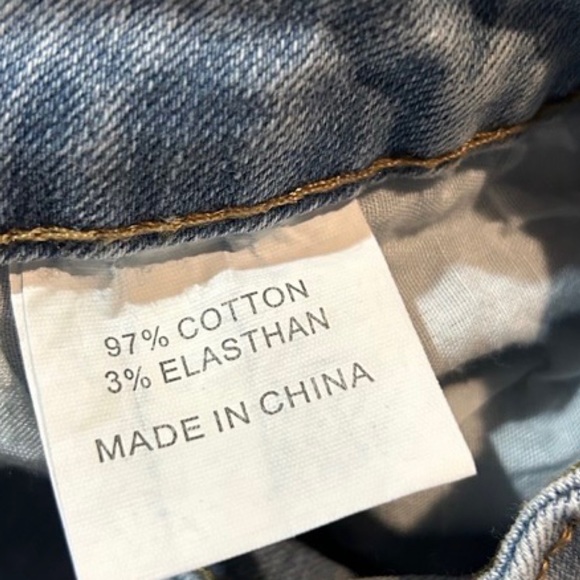 97% COTTON
3% ELASTHAN
MADE IN CHINA